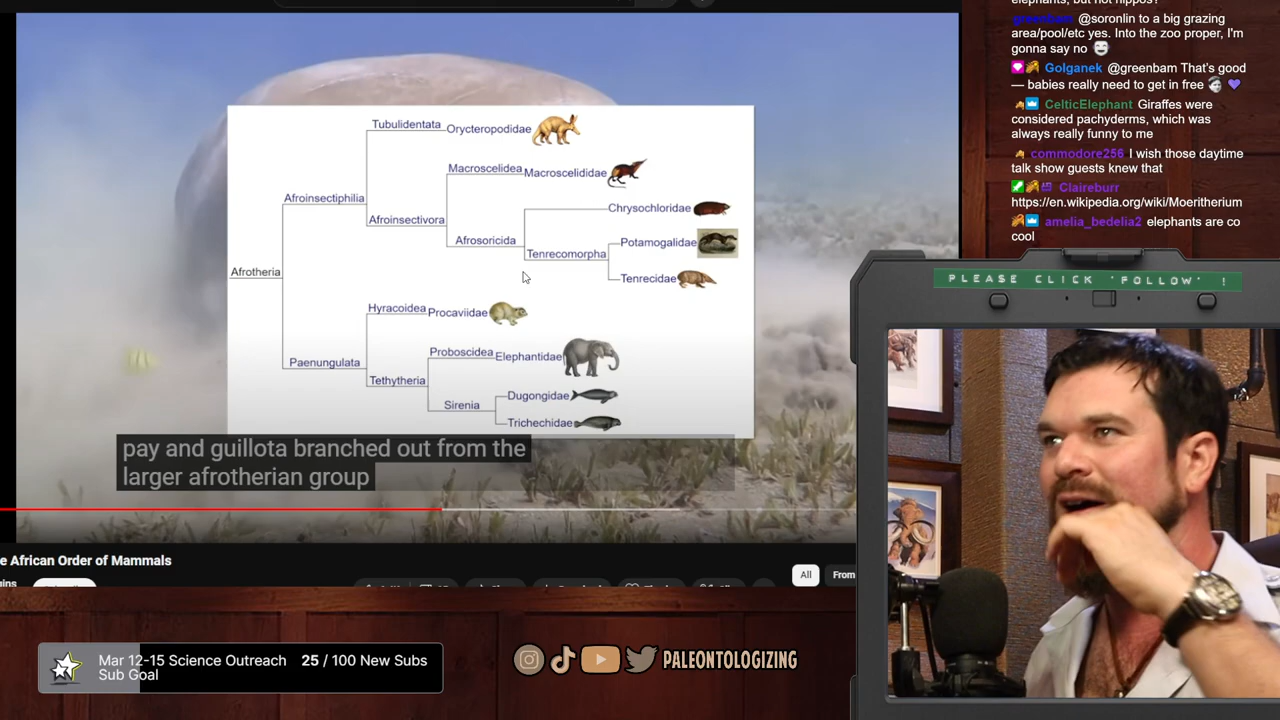 elephants, but not hippos?
greenbam @soronlin to a big grazing
area/pool/etc yes. Into the zoo proper, I'm
gonna say no
Golganek @greenbam That's good
— babies really need to get in free
CelticElephant Giraffes were
considered pachyderms, which was
always really funny to me
commodore256 I wish those daytime
talk show guests knew that
Claireburr
https://en.wikipedia.org/wiki/Moeritherium
amelia_bedelia2 elephants are co
cool
Tubulidentata
Orycteropodidae
Macroscelidea
Macroscelididae
Afroinsectiphilia
Chrysochloridae
Afroinsectivora
Afrosoricida
Potamogalidae
Tenrecomorpha
Afrotheria
Tenrecidae
Hyracoidea
Procaviidae
Proboscidea
Elephantidae
Paenungulata
Tethytheria
Dugongidae
Sirenia
Trichechidae
pay and guillota branched out from the
larger afrotherian group
PLEASE CLICK 'FOLLOW' !
e African Order of Mammals
All
From
Mar 12-15 Science Outreach 25 / 100 New Subs
Sub Goal
PALEONTOLOGIZING